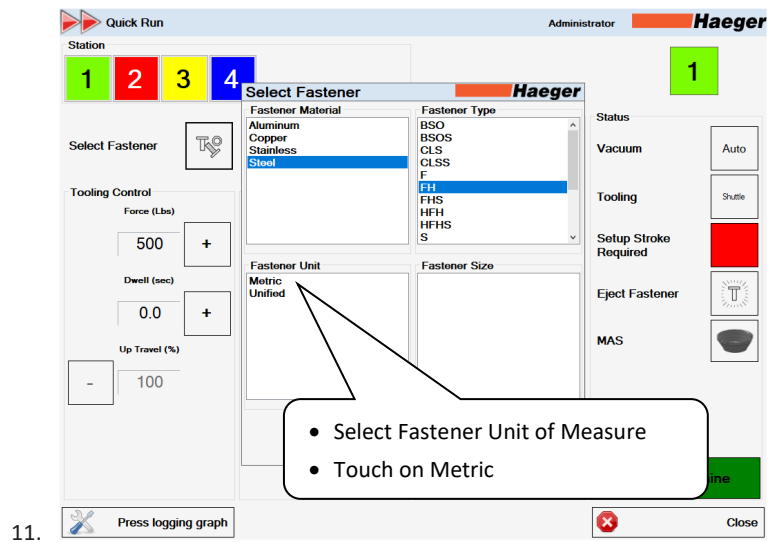 Quick Run
Administrator
Haeger
Station
1
2
3
4
1
Select Fastener
Haeger
Fastener Material
Aluminum
Copper
Stainless
Steel
Fastener Type
BSO
BSOS
CLS
CLSS
F
FH
FHS
HFH
HFHS
S
Fastener Unit
Metric
Unified
Fastener Size
Select Fastener
Tooling Control
Force (Lbs)
500
+
Dwell (sec)
0.0
+
Up Travel (%)
-
100
Status
Vacuum
Auto
Tooling
Shuttle
Setup Stroke
Required
Eject Fastener
MAS
• Select Fastener Unit of Measure
• Touch on Metric
Press logging graph
Close
11.